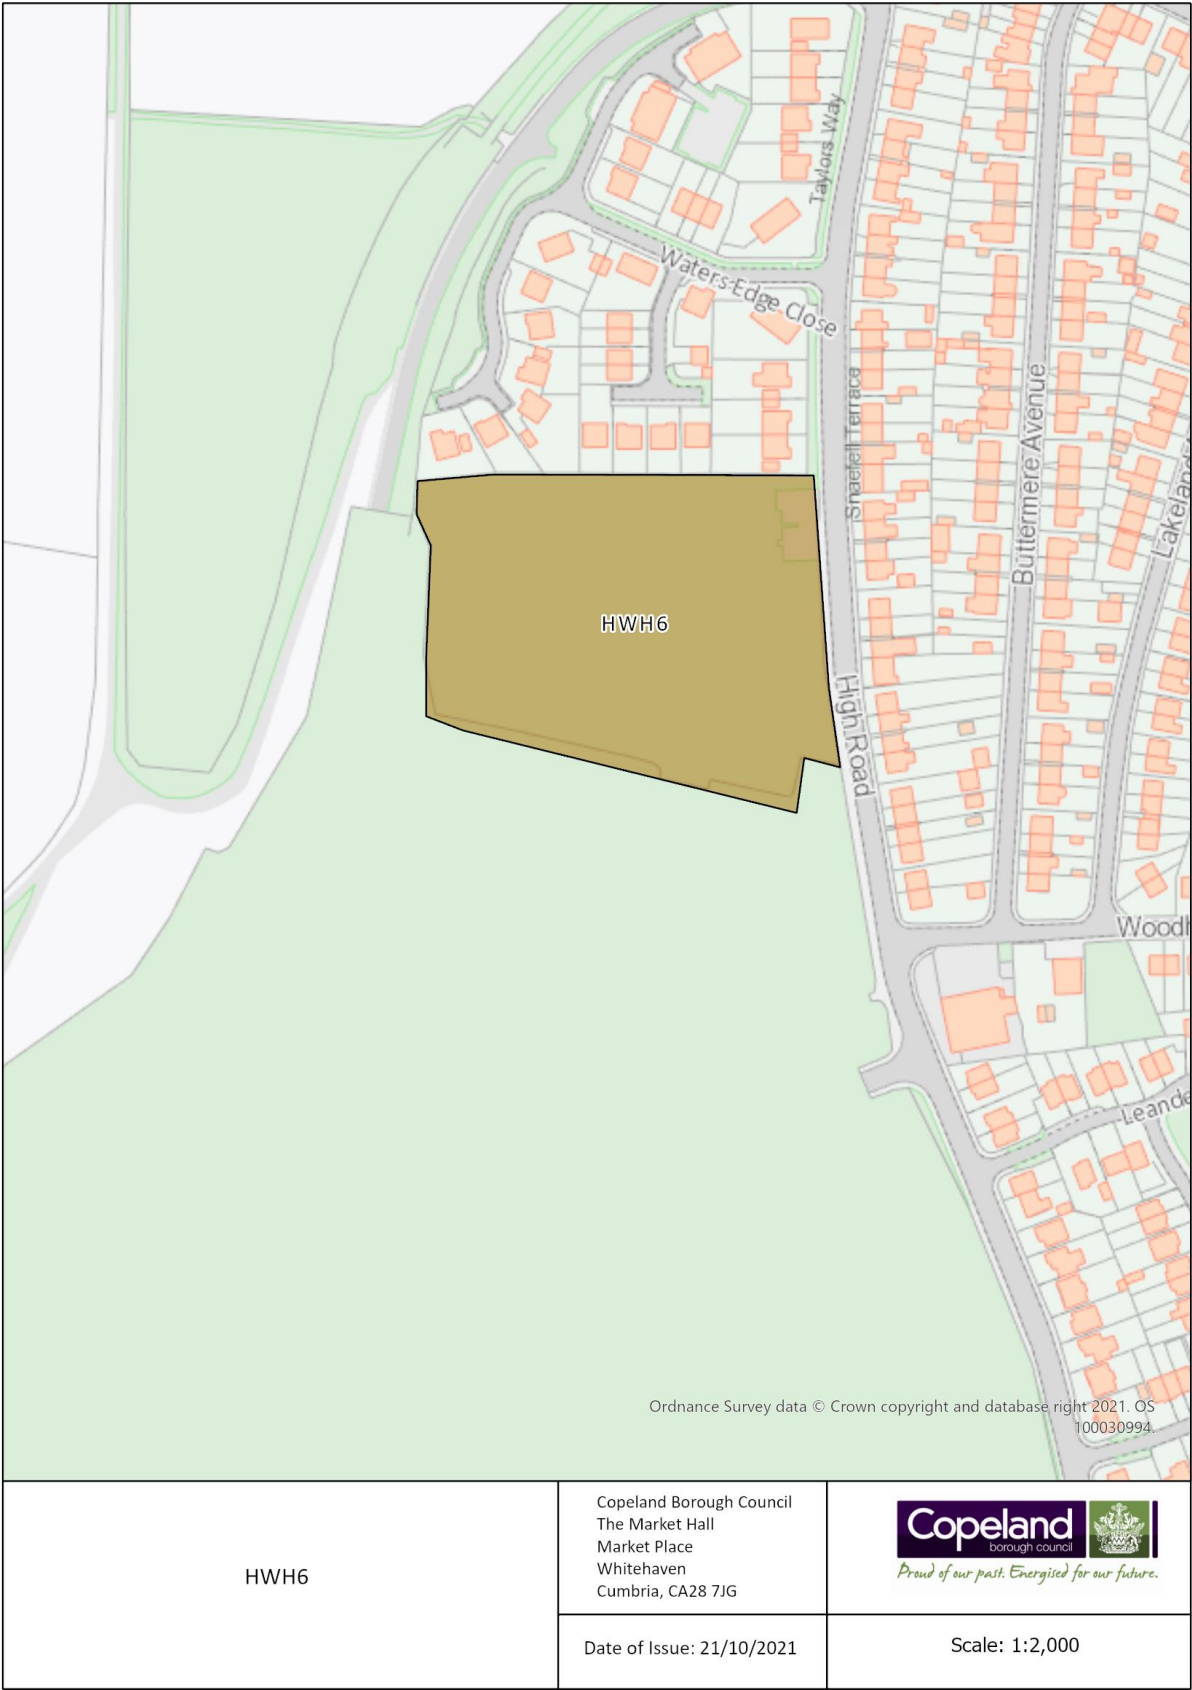 Taylors Way
Waters Edge Close
Snaefell Terrace
Buttermere Avenue
HWH6
High Road
Ordnance Survey data © Crown copyright and database right 2021. OS
100030994.
HWH6
Copeland Borough Council
The Market Hall
Market Place
Whitehaven
Cumbria, CA28 7JG
Date of Issue: 21/10/2021
Copeland
borough council
Proud of our past. Energised for our future.
Scale: 1:2,000